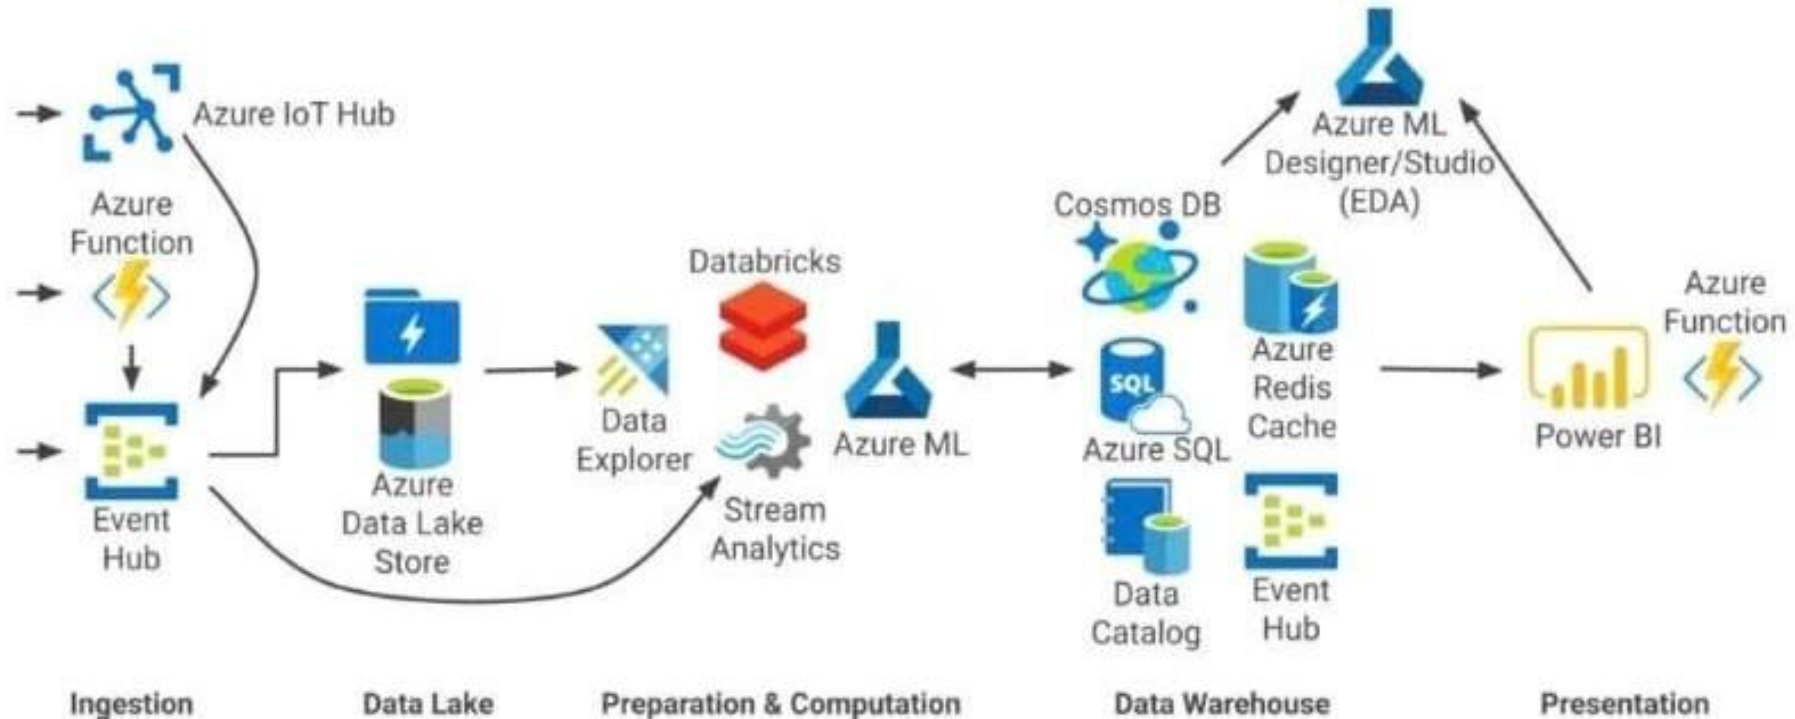 Azure IoT Hub
Azure
Function
Event
Hub
Azure
Data Lake
Store
Databricks
Data
Explorer
Stream
Analytics
Azure ML
Cosmos DB
Azure
Redis
Cache
SQL
Azure SQL
Data
Catalog
Event
Hub
Azure ML
Designer/Studio
(EDA)
Power BI
Azure
Function
Ingestion
Data Lake
Preparation & Computation
Data Warehouse
Presentation